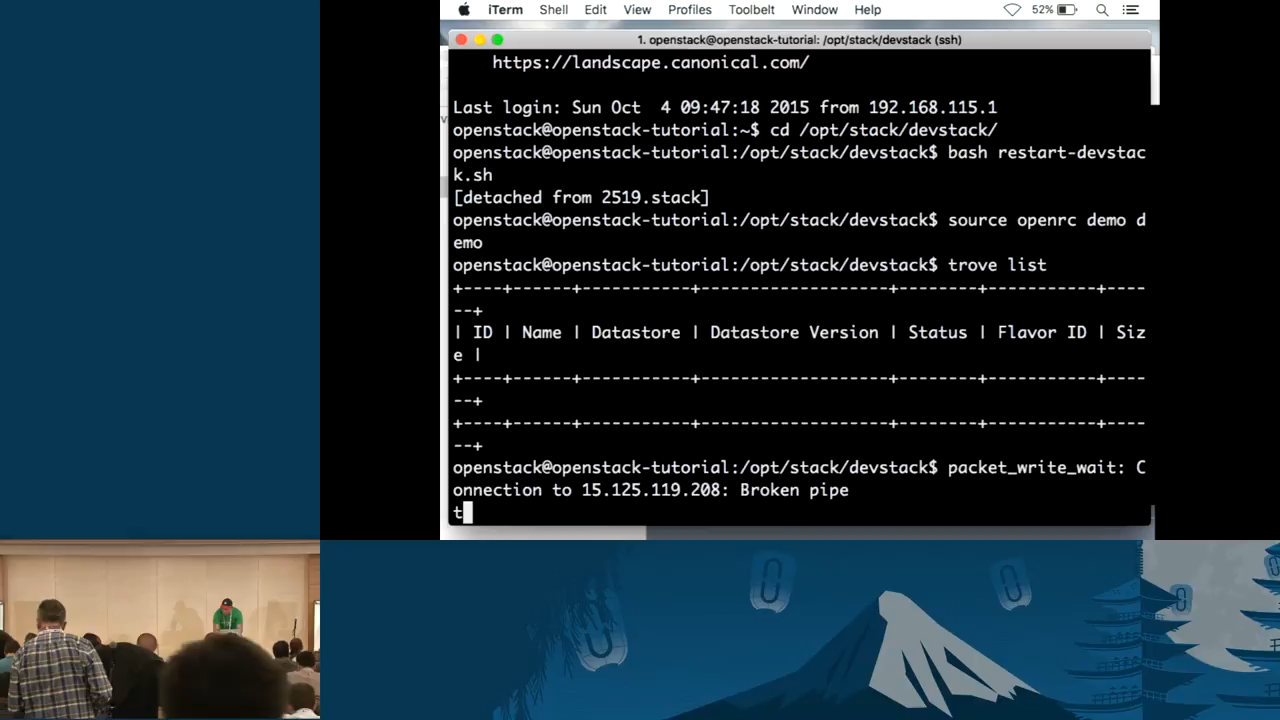 iTerm Shell Edit View Profiles Toolbelt Window Help 52%
1. openstack@openstack-tutorial: /opt/stack/devstack (ssh)
https://landscape.canonical.com/
Last login: Sun Oct  4 09:47:18 2015 from 192.168.115.1
openstack@openstack-tutorial:~$ cd /opt/stack/devstack/
openstack@openstack-tutorial:/opt/stack/devstack$ bash restart-devstac
k.sh
[detached from 2519.stack]
openstack@openstack-tutorial:/opt/stack/devstack$ source openrc demo d
emo
openstack@openstack-tutorial:/opt/stack/devstack$ trove list
+----+------+-----------+-------------------+--------+-----------+----
--+
| ID | Name | Datastore | Datastore Version | Status | Flavor ID | Siz
e |
+----+------+-----------+-------------------+--------+-----------+----
--+
+----+------+-----------+-------------------+--------+-----------+----
--+
openstack@openstack-tutorial:/opt/stack/devstack$ packet_write_wait: C
onnection to 15.125.119.208: Broken pipe
t